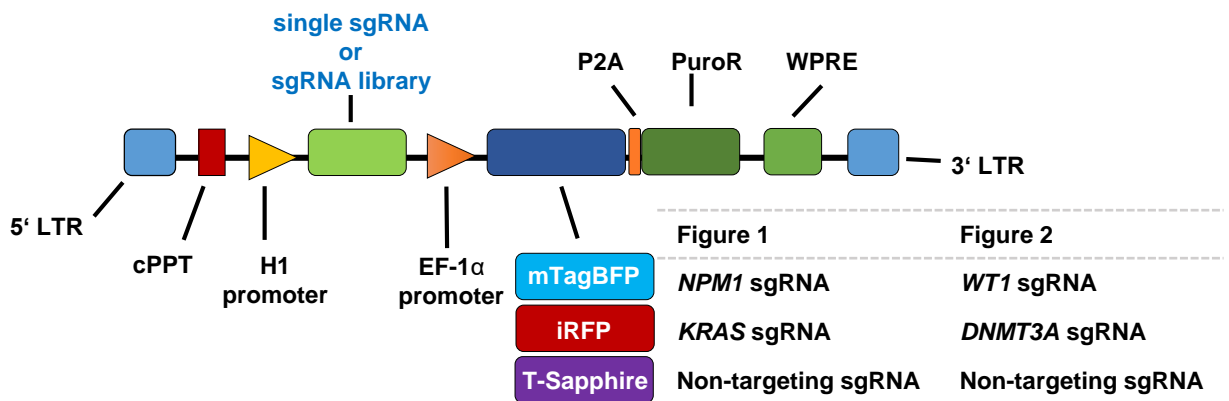 single sgRNA
or
sgRNA library
P2A
PuroR
WPRE
5‘ LTR
cPPT
H1
promoter
EF-1α
promoter
3‘ LTR
Figure 1 Figure 2
mTagBFP NPM1 sgRNA WT1 sgRNA
iRFP KRAS sgRNA DNMT3A sgRNA
T-Sapphire Non-targeting sgRNA Non-targeting sgRNA